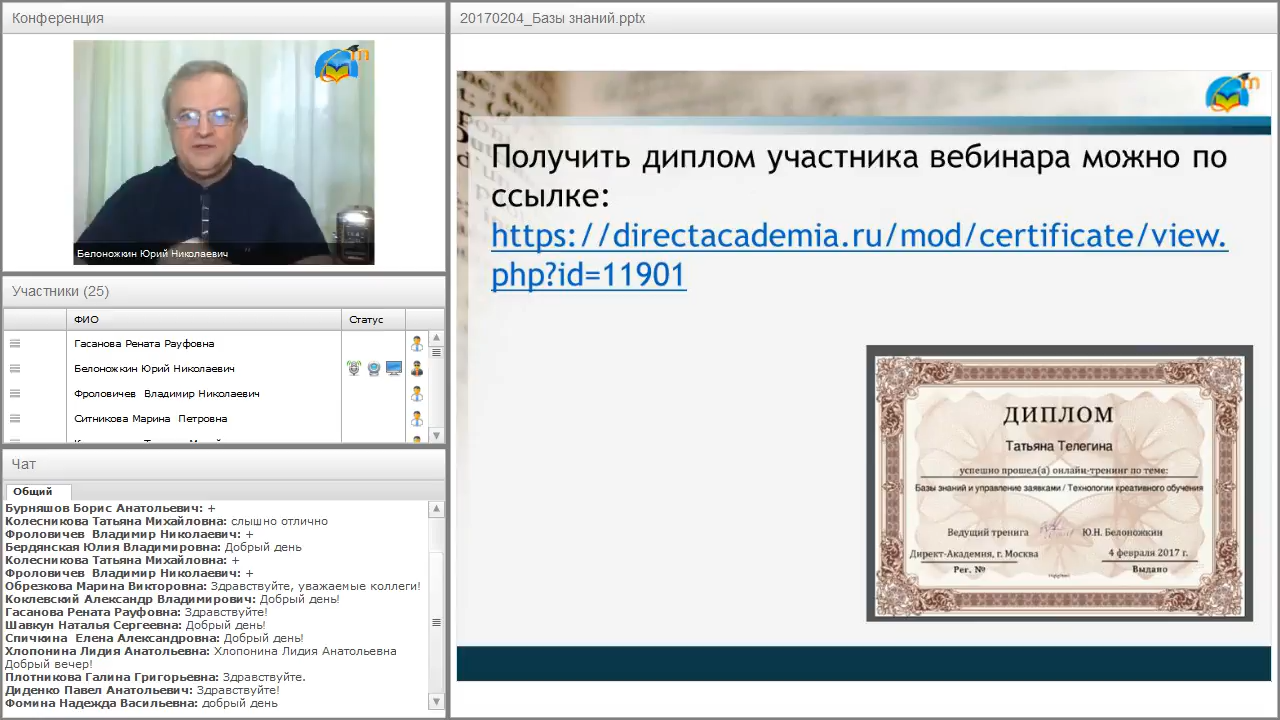 Конференция
Белоножкин Юрий Николаевич
Участники (25)
ФИО
Статус
Гасанова Рената Рауфовна
Белоножкин Юрий Николаевич
Фроловичев Владимир Николаевич
Ситникова Марина Петровна
Чат
Общий
Бурняшов Борис Анатольевич: +
Колесникова Татьяна Михайловна: слышно отлично
Фроловичев Владимир Николаевич: +
Бердянская Юлия Владимировна: Добрый день
Колесникова Татьяна Михайловна: +
Фроловичев Владимир Николаевич: +
Обрезкова Марина Викторовна: Здравствуйте, уважаемые коллеги!
Коклевский Александр Владимирович: Добрый день!
Гасанова Рената Рауфовна: Здравствуйте!
Шавкун Наталья Сергеевна: Добрый день!
Спичкина Елена Александровна: Добрый день!
Хлопонина Лидия Анатольевна: Хлопонина Лидия Анатольевна
Добрый вечер!
Плотникова Галина Григорьевна: Здравствуйте.
Диденко Павел Анатольевич: Здравствуйте!
Фомина Надежда Васильевна: добрый день
20170204_Базы знаний.pptx
Получить диплом участника вебинара можно по
ссылке:
https://directacademia.ru/mod/certificate/view.
php?id=11901
ДИПЛОМ
Татьяна Телегина
успешно прошел(а) онлайн-тренинг по теме:
Базы знаний и управление заявками / Технологии креативного обучения
Ведущий тренинга Ю.Н. Белоножкин
Директ-Академия, г. Москва 4 февраля 2017 г.
Рег. № Выдано